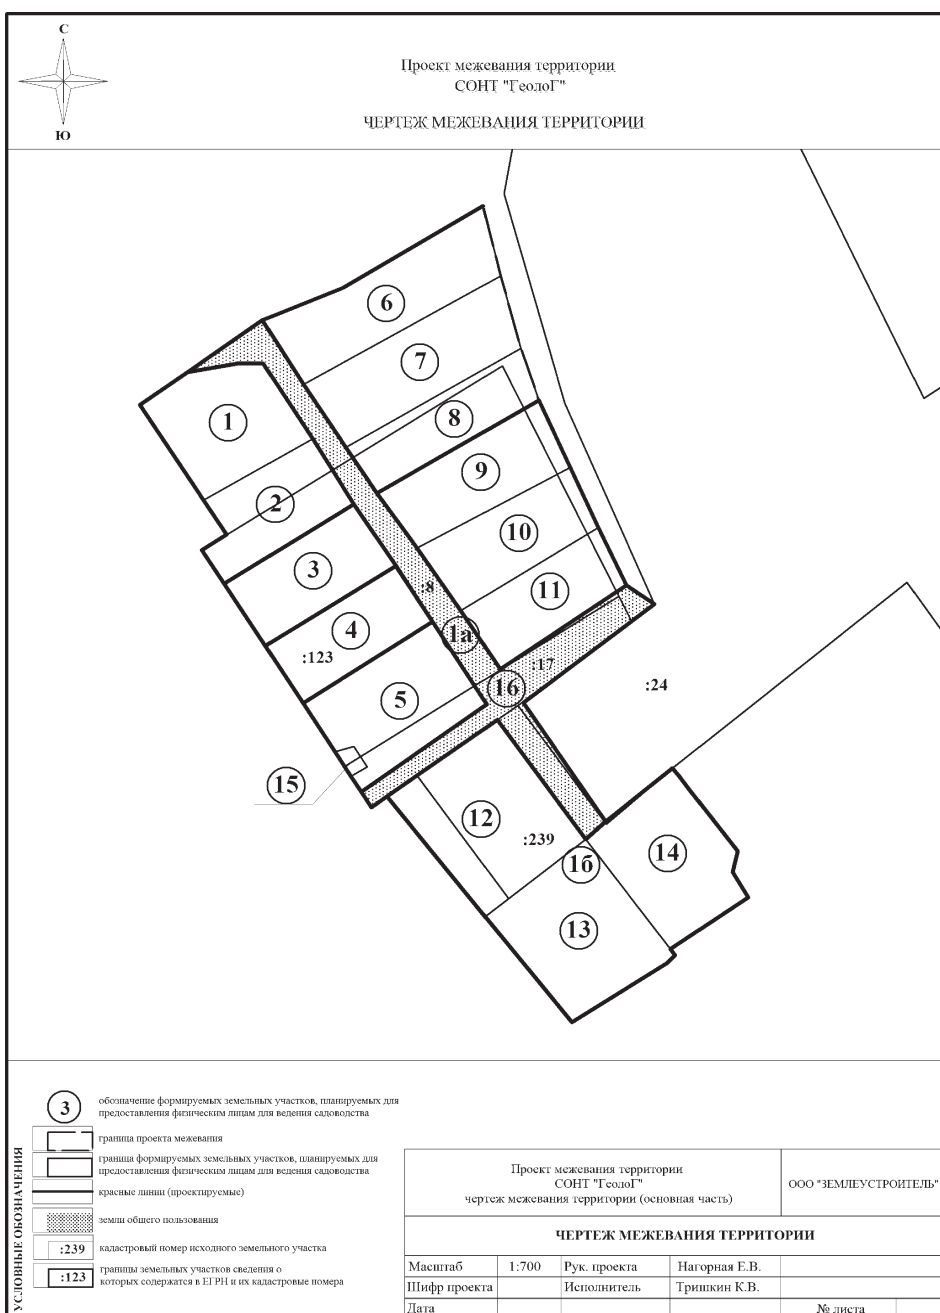 С
Ю
Проект межевания территории
СОНТ "ГеолоГ"
ЧЕРТЕЖ МЕЖЕВАНИЯ ТЕРРИТОРИИ
6
7
1
8
9
2
10
3
:8
11
4
1а
:123
:17
16
:24
5
15
12
:239
14
1б
13
УСЛОВНЫЕ ОБОЗНАЧЕНИЯ
3
обозначение формируемых земельных участков, планируемых для
предоставления физическим лицам для ведения садоводства
граница проекта межевания
граница формируемых земельных участков, планируемых для
предоставления физическим лицам для ведения садоводства
красные линии (проектируемые)
земли общего пользования
:239 кадастровый номер исходного земельного участка
:123 границы земельных участков сведения о
которых содержатся в ЕГРН и их кадастровые номера
Проект межевания территории
СОНТ "ГеолоГ"
чертеж межевания территории (основная часть)
ООО "ЗЕМЛЕУСТРОИТЕЛЬ"
ЧЕРТЕЖ МЕЖЕВАНИЯ ТЕРРИТОРИИ
Масштаб 1:700 Рук. проекта Нагорная Е.В.
Шифр проекта Исполнитель Тришкин К.В.
Дата № листа